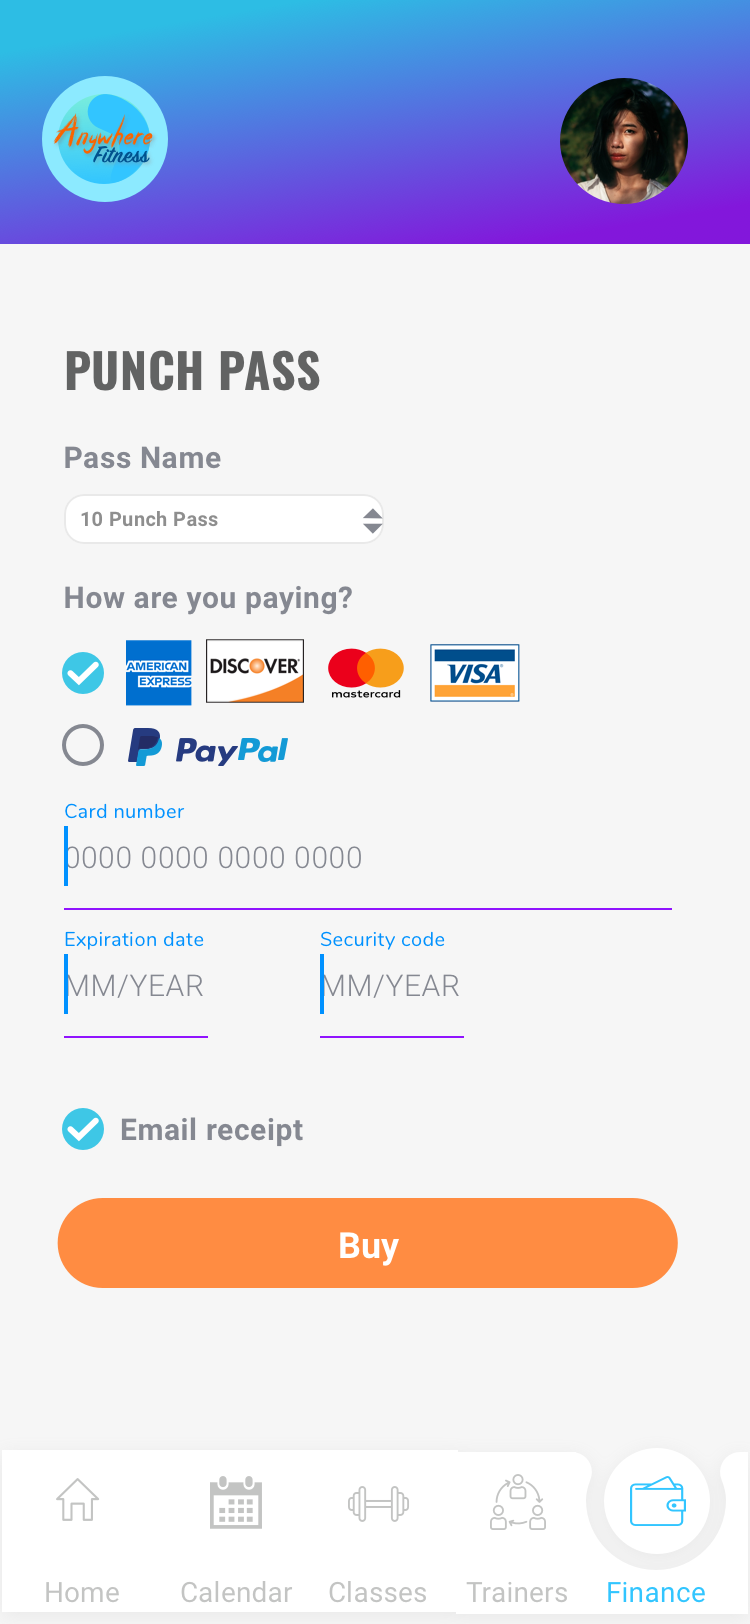 Anywhere
Fitness
PUNCH PASS
Pass Name
10 Punch Pass
How are you paying?
AMERICAN
EXPRESS
DISCOVER
mastercard
VISA
PayPal
Card number
0000 0000 0000 0000
Expiration date
Security code
MM/YEAR
MM/YEAR
Email receipt
Buy
Home
Calendar
Classes
Trainers
Finance